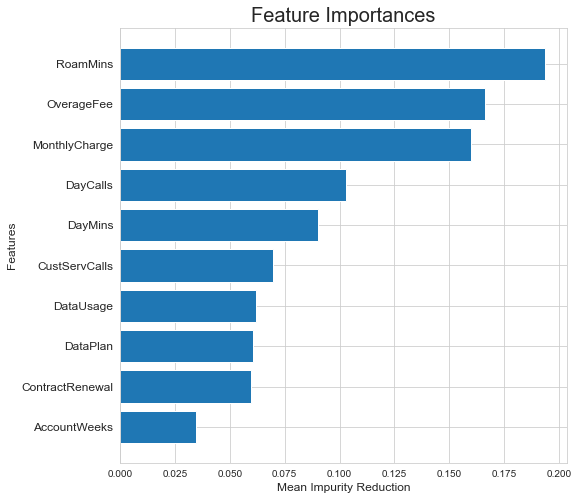 Feature Importances
RoamMins
OverageFee
MonthlyCharge
DayCalls
DayMins
CustServCalls
DataUsage
DataPlan
ContractRenewal
AccountWeeks
Features
0.000 0.025 0.050 0.075 0.100 0.125 0.150 0.175 0.200
Mean Impurity Reduction